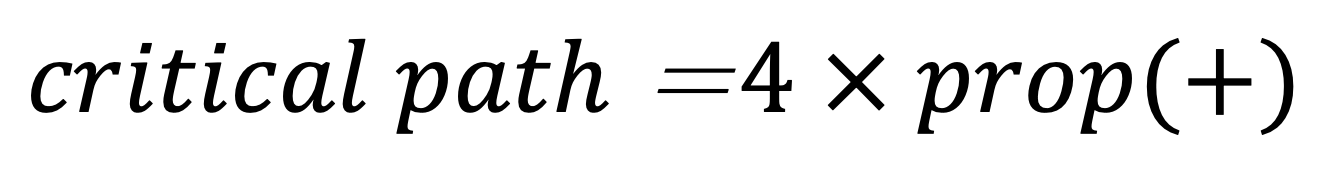 critical path =4 × prop(+)